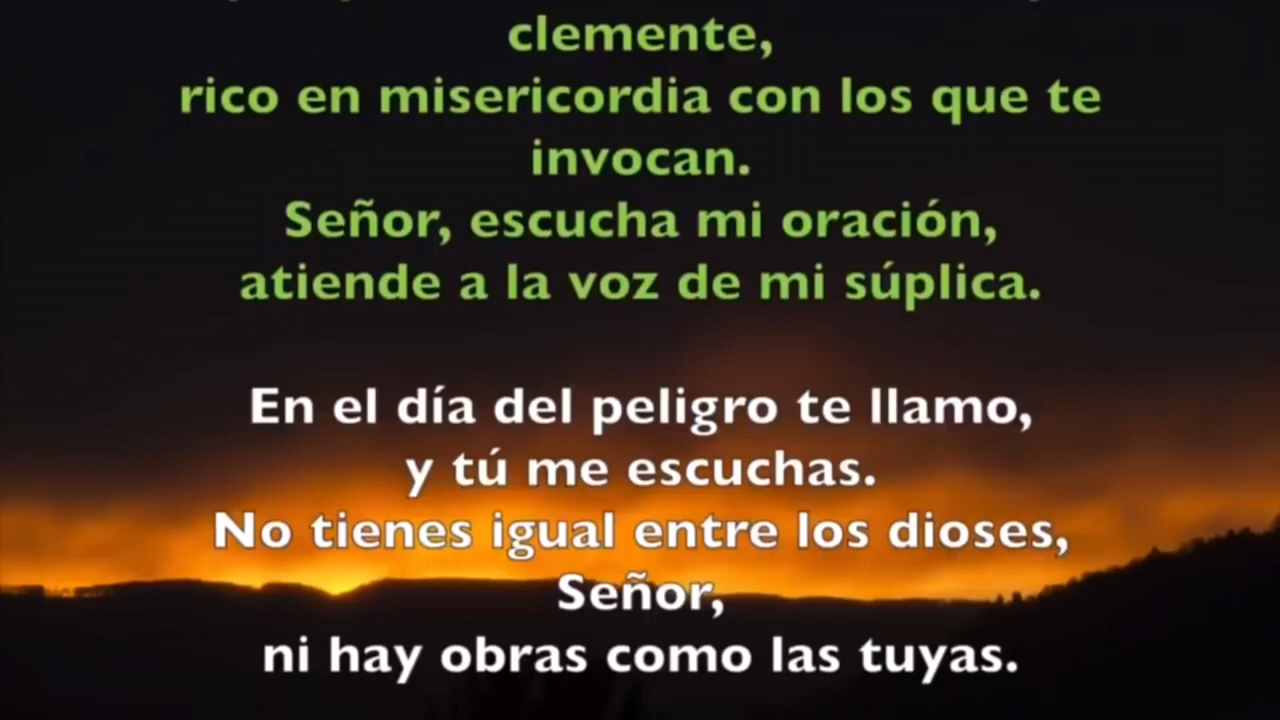 clemente,
rico en misericordia con los que te
invocan.
Señor, escucha mi oración,
atiende a la voz de mi súplica.
En el día del peligro te llamo,
y tú me escuchas.
No tienes igual entre los dioses,
Señor,
ni hay obras como las tuyas.